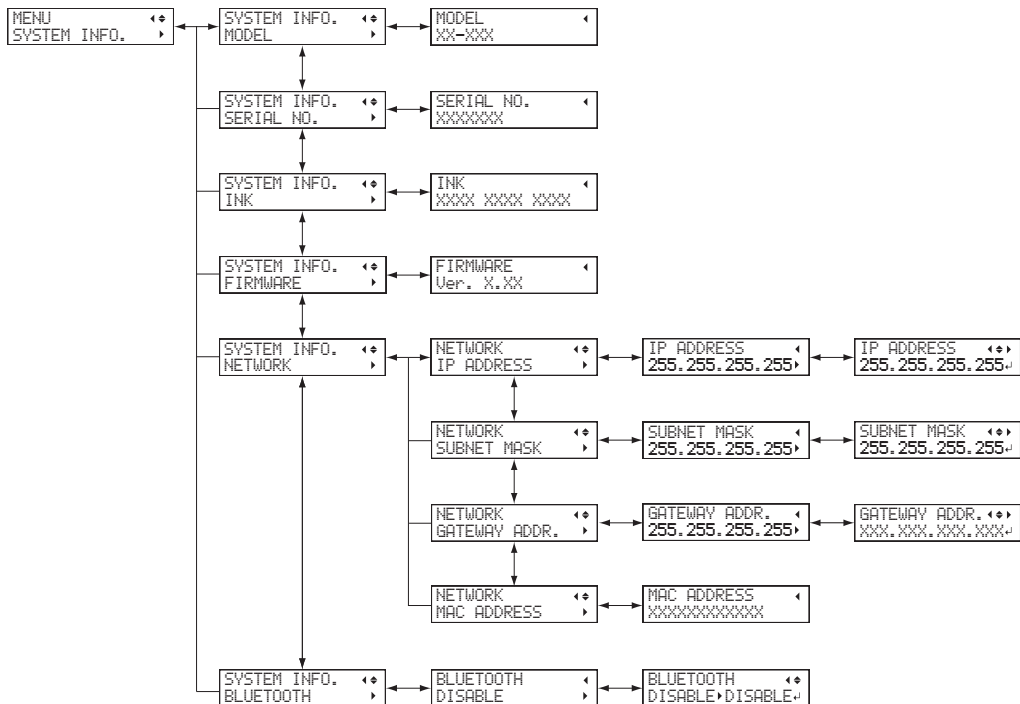 MENU
SYSTEM INFO.
SYSTEM INFO.
MODEL
MODEL
XX-XXX
SYSTEM INFO.
SERIAL NO.
SERIAL NO.
XXXXXXX
SYSTEM INFO.
INK
INK
XXXX XXXX XXXX
SYSTEM INFO.
FIRMWARE
FIRMWARE
Ver. X.XX
SYSTEM INFO.
NETWORK
NETWORK
IP ADDRESS
IP ADDRESS
255.255.255.255
IP ADDRESS
255.255.255.255
NETWORK
SUBNET MASK
SUBNET MASK
255.255.255.255
SUBNET MASK
255.255.255.255
NETWORK
GATEWAY ADDR.
GATEWAY ADDR.
255.255.255.255
GATEWAY ADDR.
XXX.XXX.XXX.XXX
NETWORK
MAC ADDRESS
MAC ADDRESS
XXXXXXXXXXXX
SYSTEM INFO.
BLUETOOTH
BLUETOOTH
DISABLE
BLUETOOTH
DISABLE DISABLE